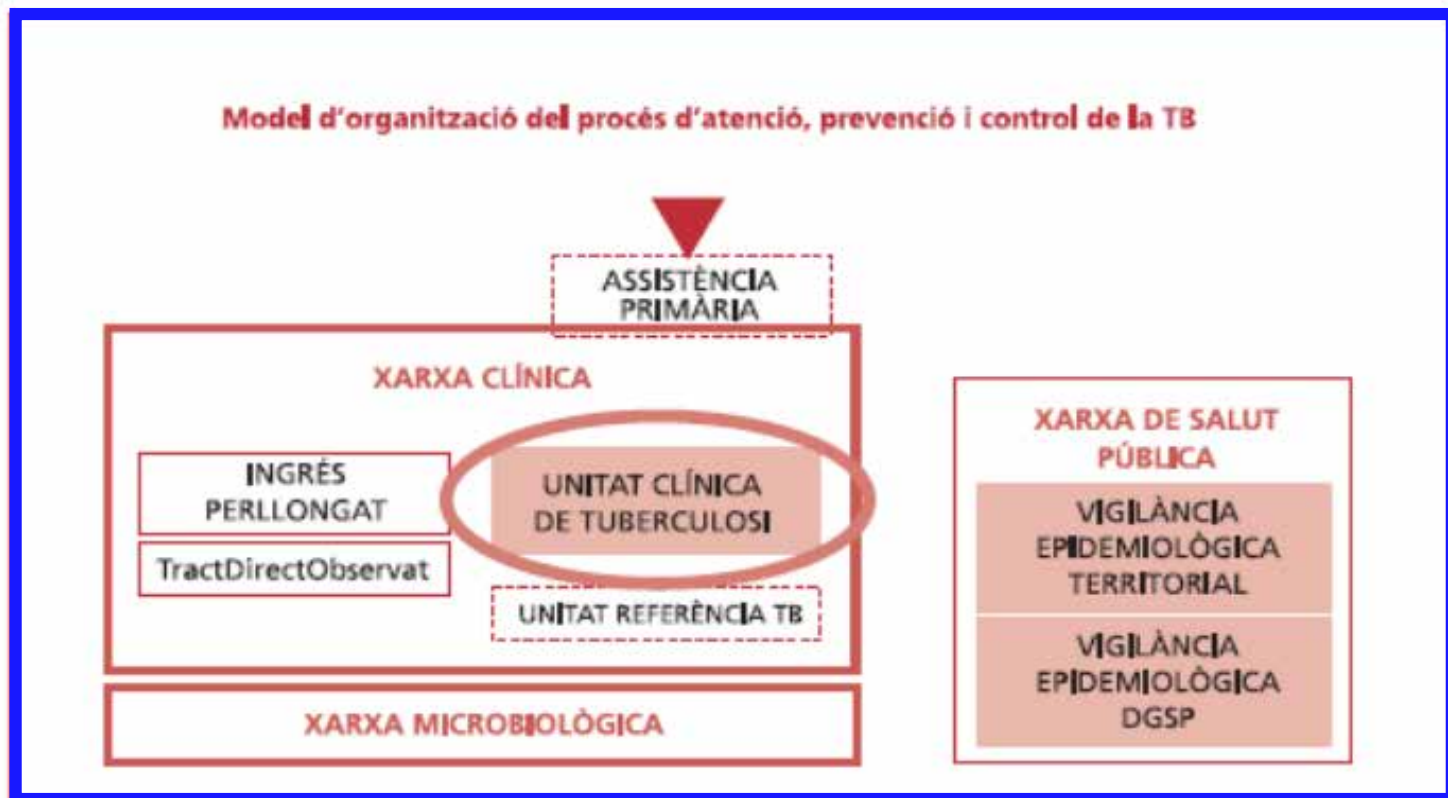 Model d'organització del procés d'atenció, prevenció i control de la TB
ASSISTÈNCIA
PRIMÀRIA
XARXA CLÍNICA
INGRÉS
PERLLONGAT
TractDirectObservat
UNITAT CLÍNICA
DE TUBERCULOSI
UNITAT REFERÈNCIA TB
XARXA MICROBIOLÒGICA
XARXA DE SALUT
PÚBLICA
VIGILÀNCIA
EPIDEMIOLÒGICA
TERRITORIAL
VIGILÀNCIA
EPIDEMIOLÒGICA
DGSP